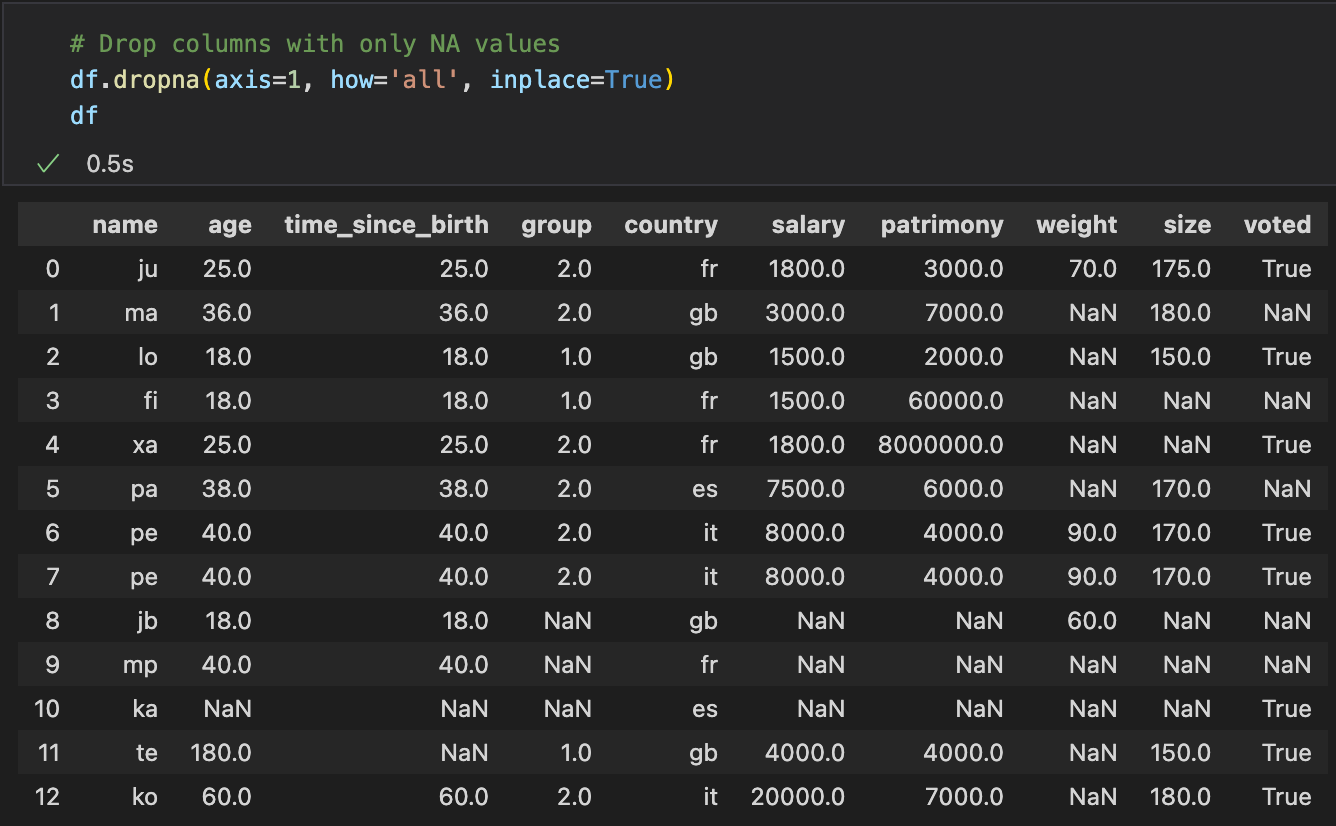 # Drop columns with only NA values
df.dropna(axis=1, how='all', inplace=True)
df
0.5s
name age time_since_birth group country salary patrimony weight size voted
0 ju 25.0 25.0 2.0 fr 1800.0 3000.0 70.0 175.0 True
1 ma 36.0 36.0 2.0 gb 3000.0 7000.0 NaN 180.0 NaN
2 lo 18.0 18.0 1.0 gb 1500.0 2000.0 NaN 150.0 True
3 fi 18.0 18.0 1.0 fr 1500.0 60000.0 NaN NaN NaN
4 xa 25.0 25.0 2.0 fr 1800.0 8000000.0 NaN NaN True
5 pa 38.0 38.0 2.0 es 7500.0 6000.0 NaN 170.0 NaN
6 pe 40.0 40.0 2.0 it 8000.0 4000.0 90.0 170.0 True
7 pe 40.0 40.0 2.0 it 8000.0 4000.0 90.0 170.0 True
8 jb 18.0 18.0 NaN gb NaN NaN 60.0 NaN NaN
9 mp 40.0 40.0 NaN fr NaN NaN NaN NaN NaN
10 ka NaN NaN NaN es NaN NaN NaN NaN True
11 te 180.0 NaN 1.0 gb 4000.0 4000.0 NaN 150.0 True
12 ko 60.0 60.0 2.0 it 20000.0 7000.0 NaN 180.0 True